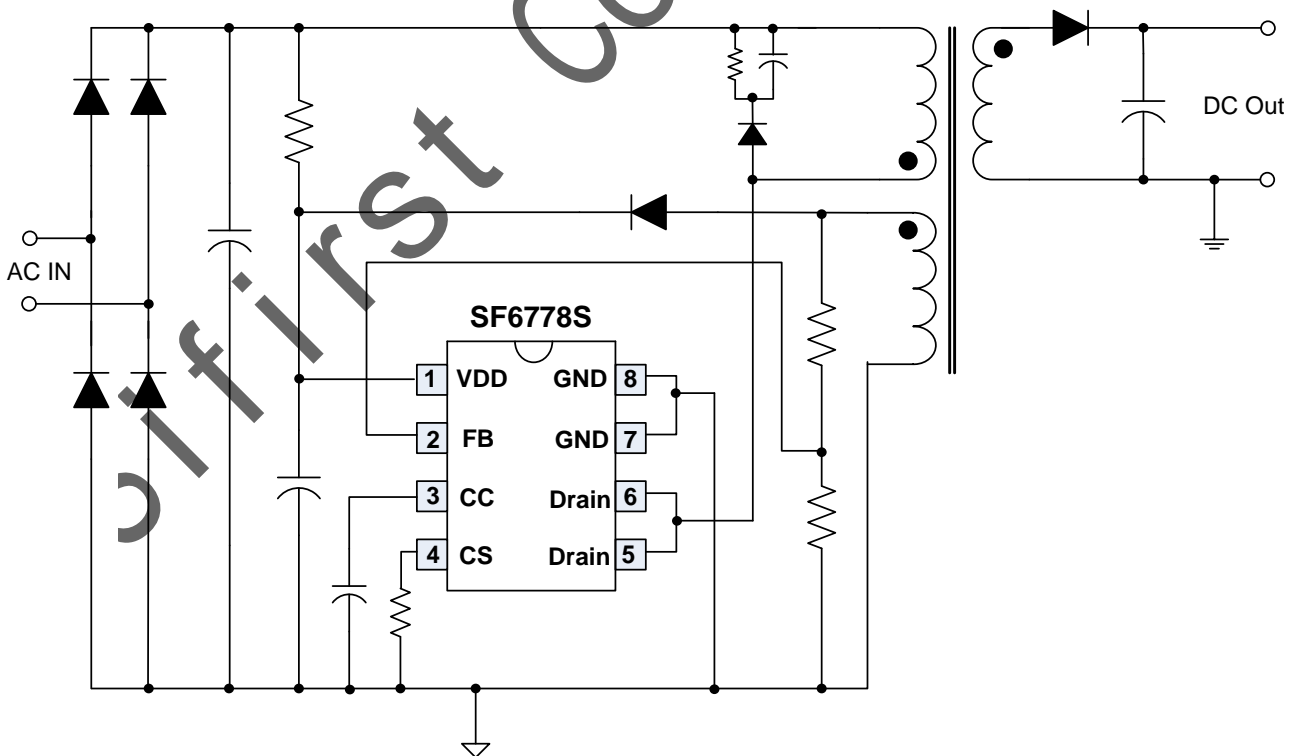 DC Out
AC IN
SF6778S
1 VDD GND 8
2 FB GND 7
3 CC Drain 6
4 CS Drain 5